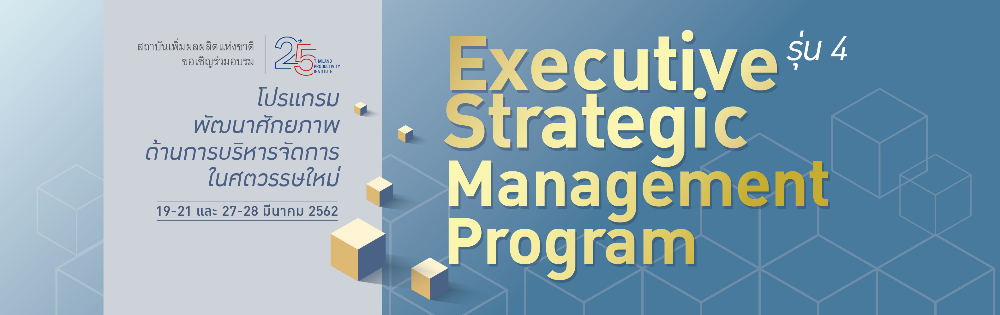 สถาบันเพิ่มผลผลิตแห่งชาติ
ขอเชิญร่วมอบรม
25th
THAILAND
PRODUCTIVITY
INSTITUTE
โปรแกรม
พัฒนาศักยภาพ
ด้านการบริหารจัดการ
ในศตวรรษใหม่
19-21 และ 27-28 มีนาคม 2562
Executive รุ่น 4
Strategic
Management
Program